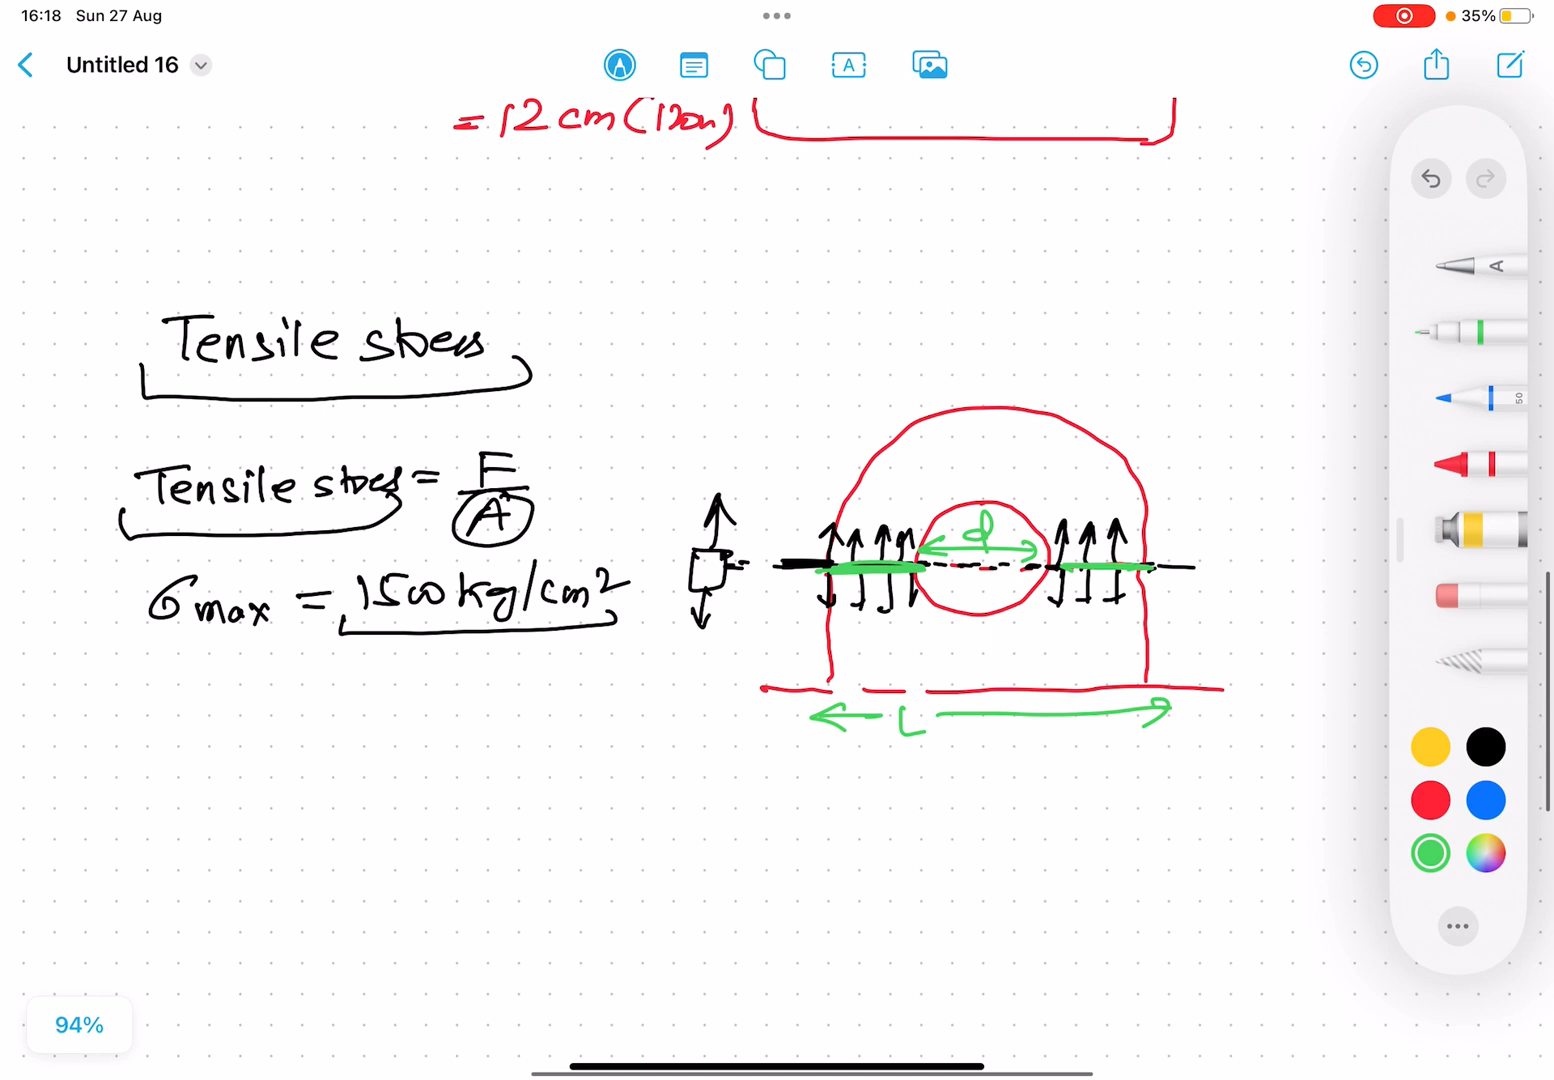 16:18 Sun 27 Aug
35%
Untitled 16
A
= 12 cm (
Tensile stress
Tensile stress = F
A
σmax = 1500 kg/cm²
d
L
A
50
94%